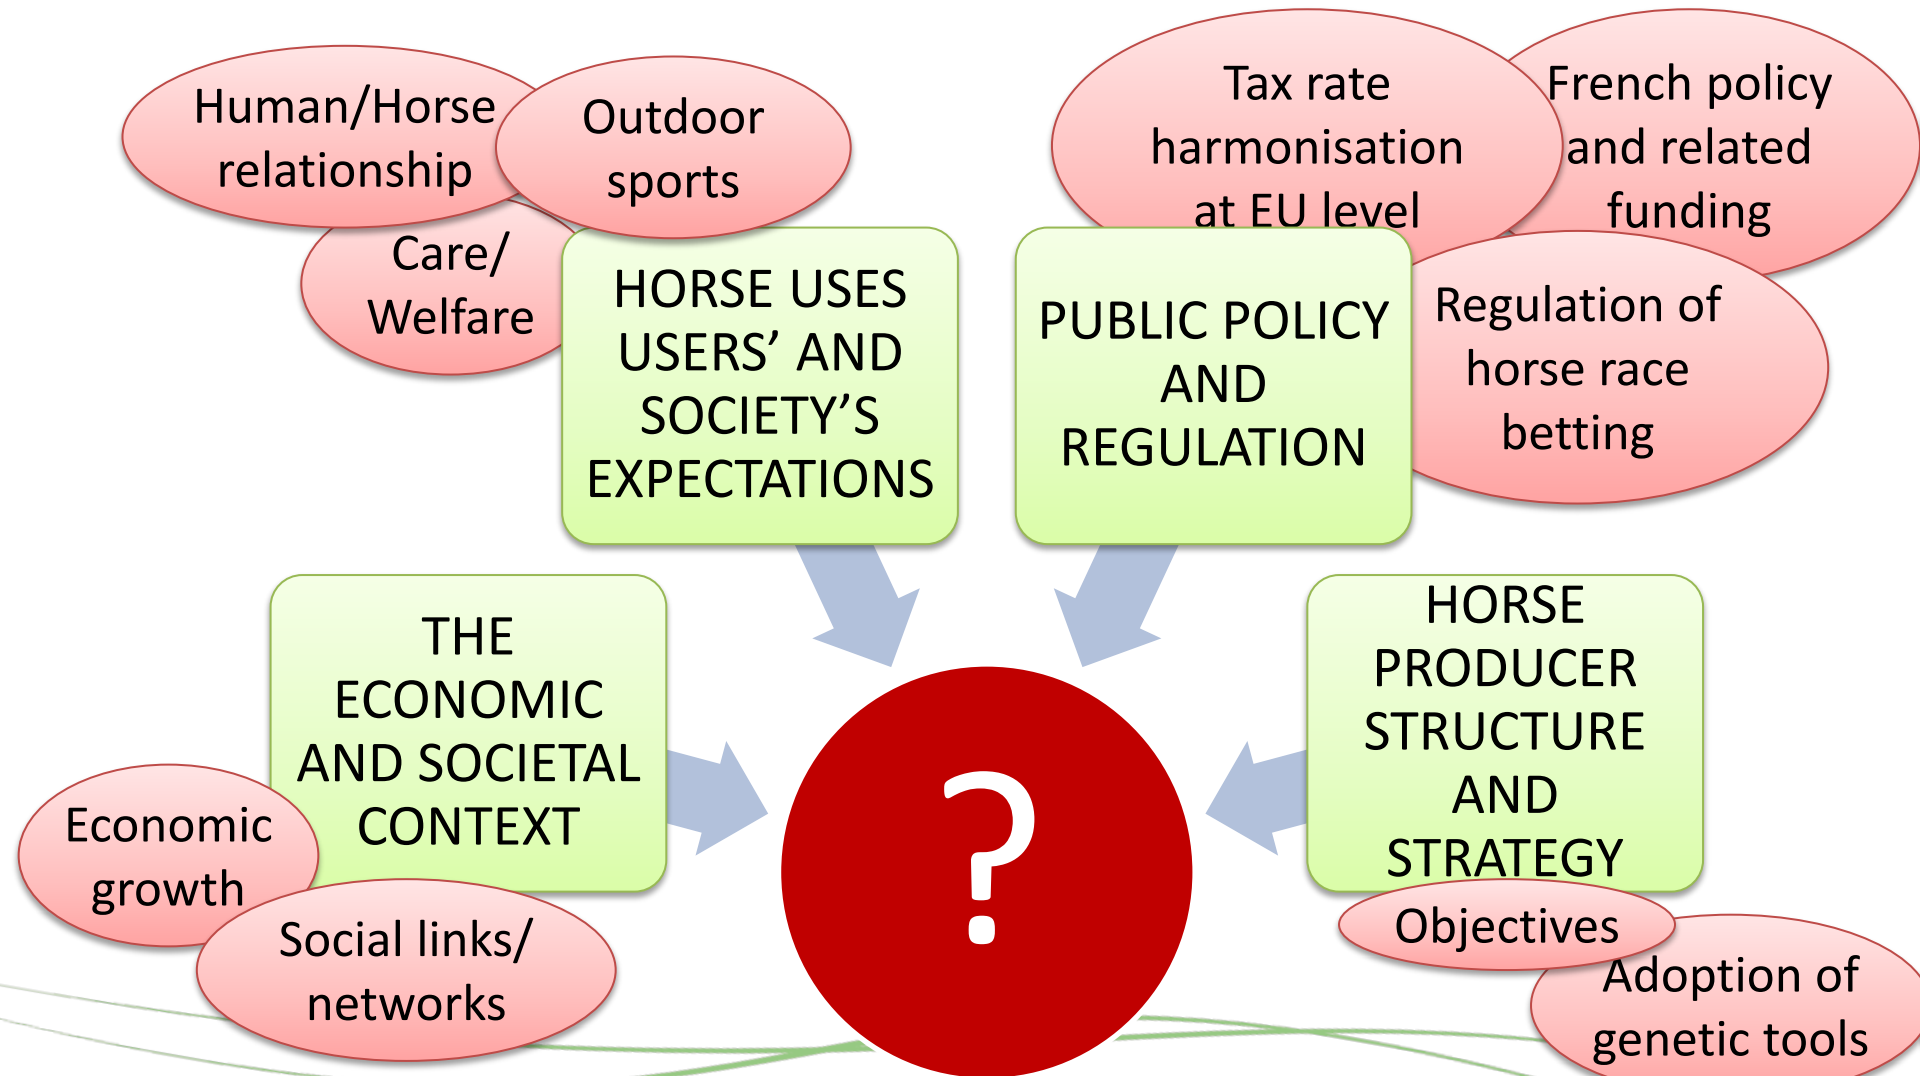 Human/Horse
relationship
Outdoor
sports
Care/
Welfare
HORSE USES
USERS’ AND
SOCIETY’S
EXPECTATIONS
Tax rate
harmonisation
at EU level
French policy
and related
funding
Regulation of
horse race
betting
PUBLIC POLICY
AND
REGULATION
THE
ECONOMIC
AND SOCIETAL
CONTEXT
Economic
growth
Social links/
networks
?
HORSE
PRODUCER
STRUCTURE
AND
STRATEGY
Objectives
Adoption of
genetic tools